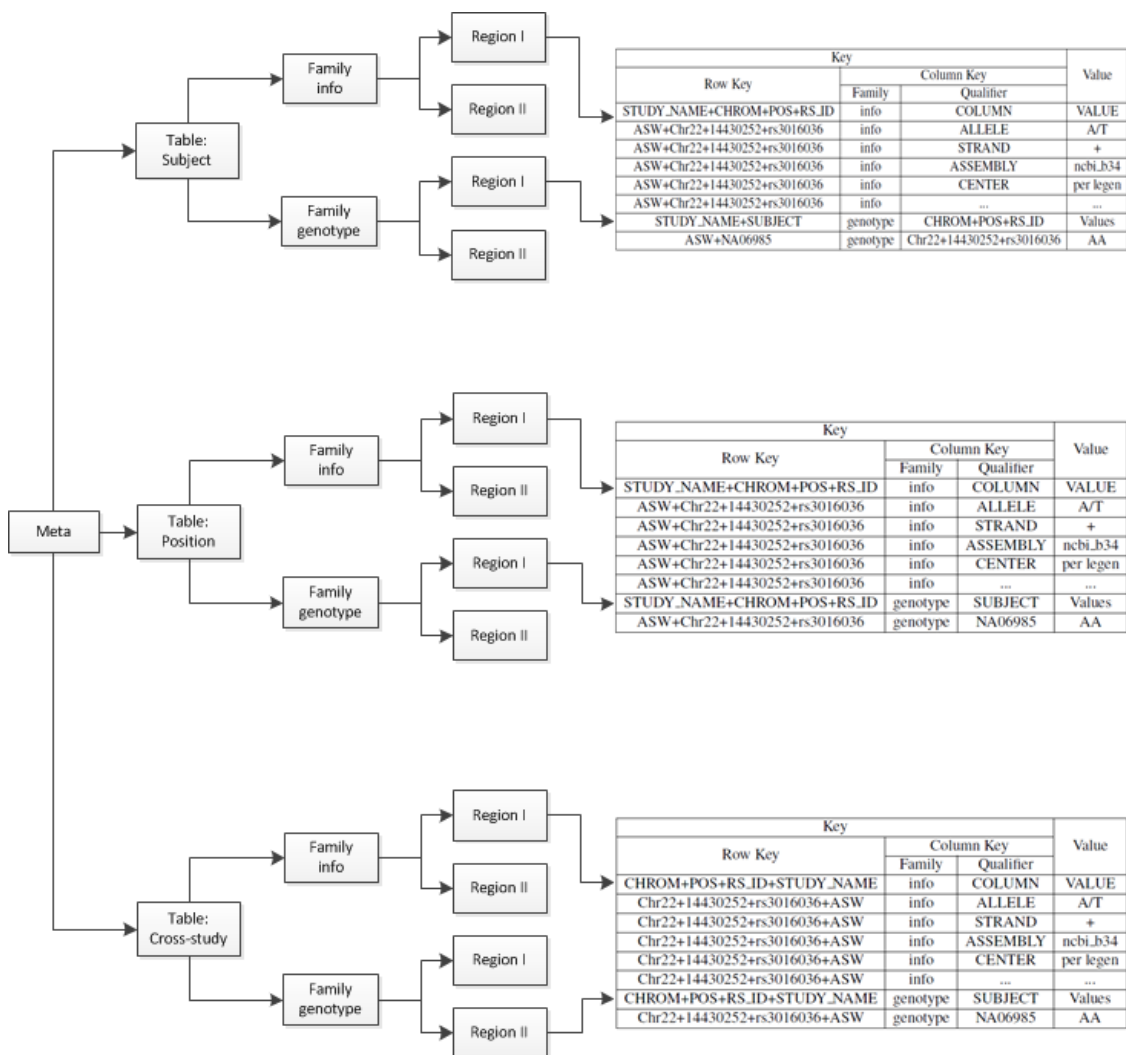 Meta
Table:
Subject
Family
info
Region I
Region II
Family
genotype
Region I
Region II
Key
Value
Row Key
Column Key
Family Qualifier
STUDY_NAME+CHROM+POS+RS_ID info COLUMN VALUE
ASW+Chr22+14430252+rs3016036 info ALLELE A/T
ASW+Chr22+14430252+rs3016036 info STRAND +
ASW+Chr22+14430252+rs3016036 info ASSEMBLY ncbi_b34
ASW+Chr22+14430252+rs3016036 info CENTER per legen
ASW+Chr22+14430252+rs3016036 info ... ...
STUDY_NAME+SUBJECT genotype CHROM+POS+RS_ID Values
ASW+NA06985 genotype Chr22+14430252+rs3016036 AA
Table:
Position
Family
info
Region I
Region II
Family
genotype
Region I
Region II
Key
Value
Row Key
Column Key
Family Qualifier
STUDY_NAME+CHROM+POS+RS_ID info COLUMN VALUE
ASW+Chr22+14430252+rs3016036 info ALLELE A/T
ASW+Chr22+14430252+rs3016036 info STRAND +
ASW+Chr22+14430252+rs3016036 info ASSEMBLY ncbi_b34
ASW+Chr22+14430252+rs3016036 info CENTER per legen
ASW+Chr22+14430252+rs3016036 info ... ...
STUDY_NAME+CHROM+POS+RS_ID genotype SUBJECT Values
ASW+Chr22+14430252+rs3016036 genotype NA06985 AA
Table:
Cross-study
Family
info
Region I
Region II
Family
genotype
Region I
Region II
Key
Value
Row Key
Column Key
Family Qualifier
CHROM+POS+RS_ID+STUDY_NAME info COLUMN VALUE
Chr22+14430252+rs3016036+ASW info ALLELE A/T
Chr22+14430252+rs3016036+ASW info STRAND +
Chr22+14430252+rs3016036+ASW info ASSEMBLY ncbi_b34
Chr22+14430252+rs3016036+ASW info CENTER per legen
Chr22+14430252+rs3016036+ASW info ... ...
CHROM+POS+RS_ID+STUDY_NAME genotype SUBJECT Values
Chr22+14430252+rs3016036+ASW genotype NA06985 AA